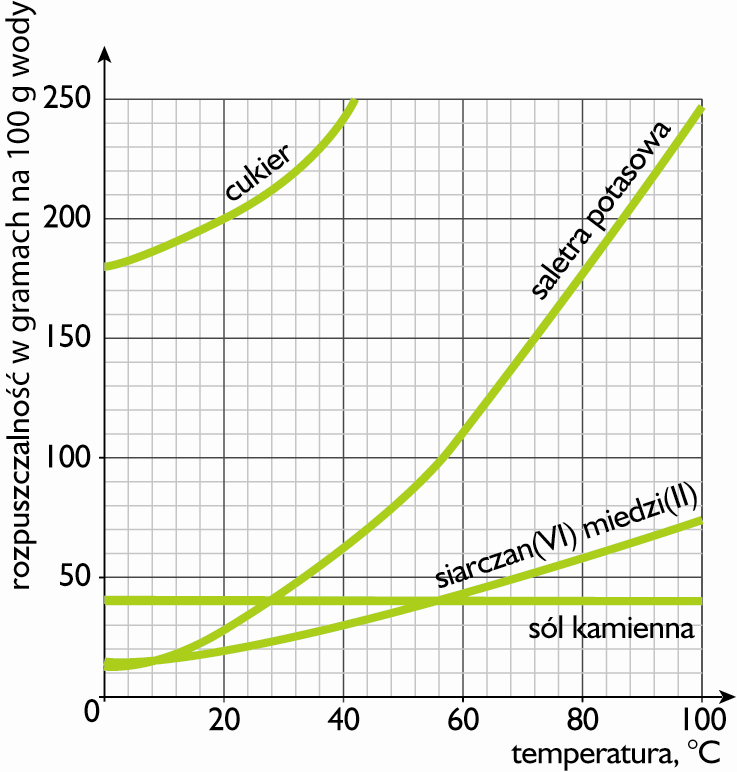 rozpuszczalność w gramach na 100 g wody
250
200
150
100
50
0
20
40
60
80
100
temperatura, °C
cukier
saletra potasowa
siarczan(VI) miedzi(II)
sól kamienna